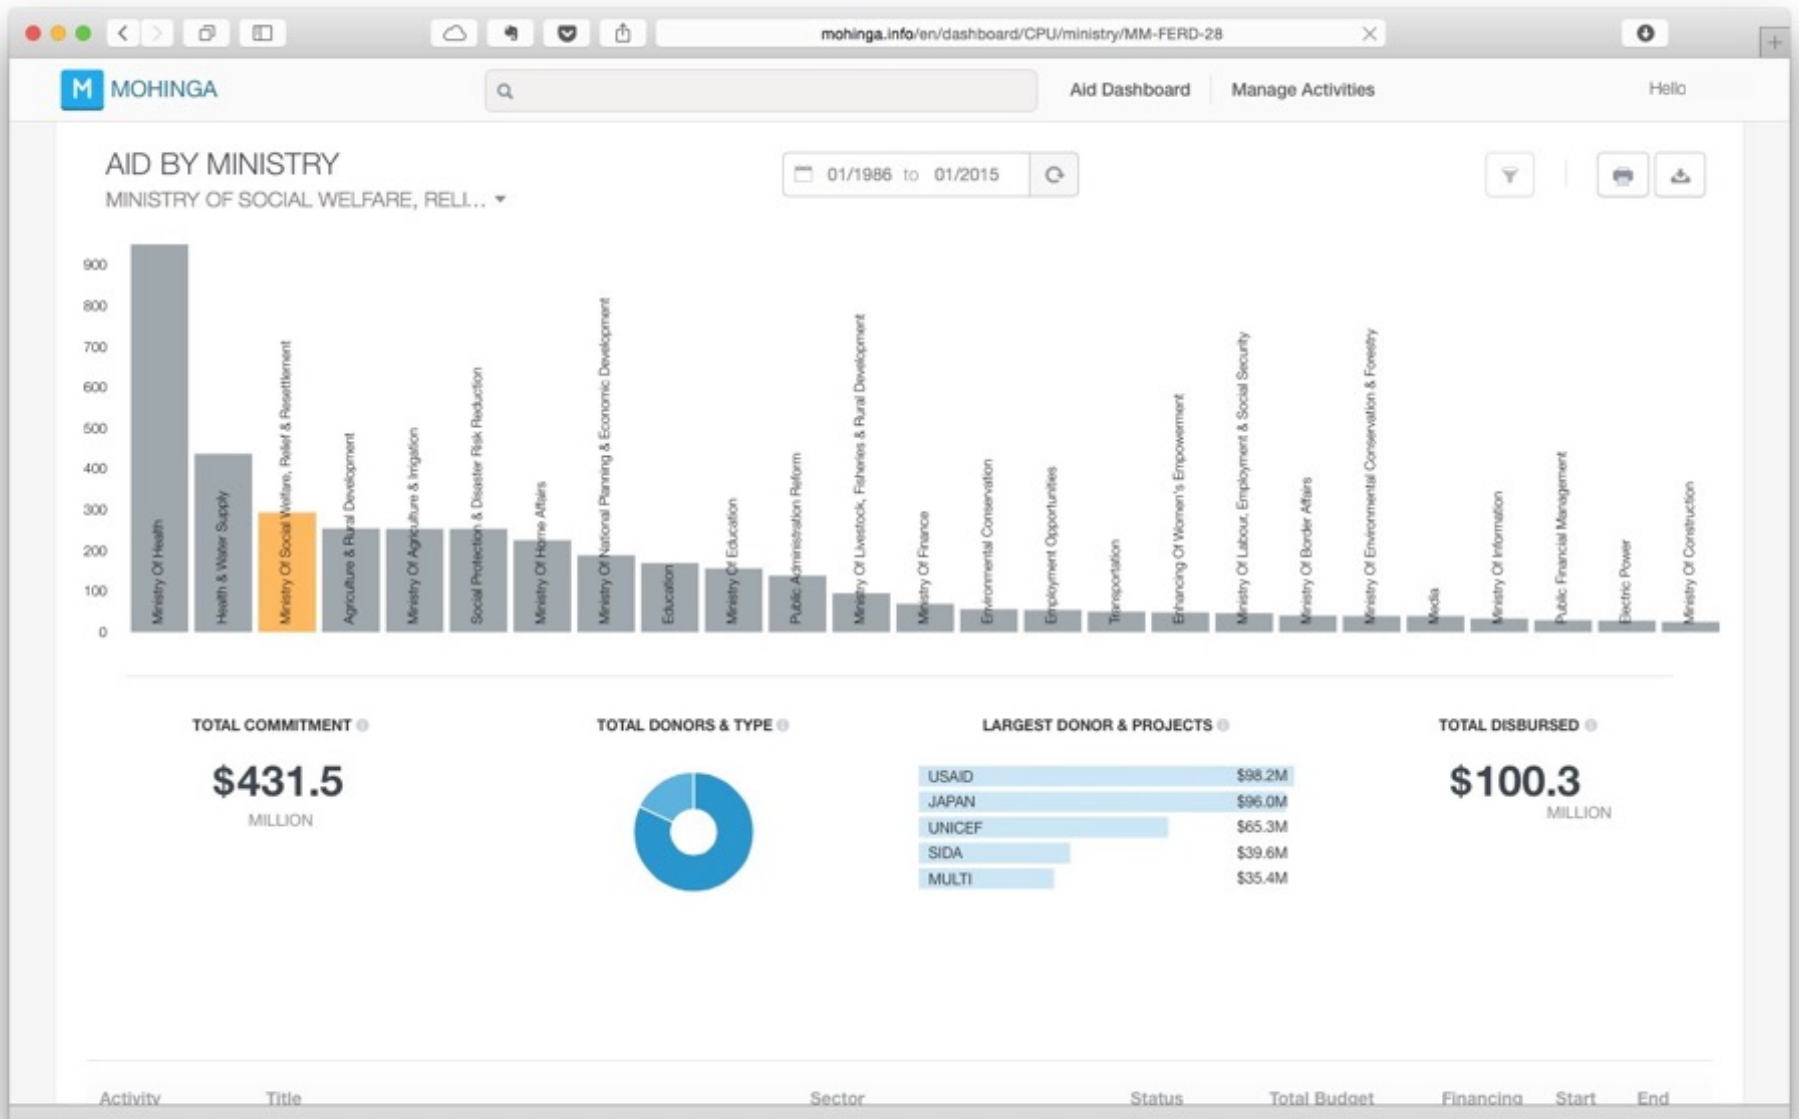 mohinga.info/en/dashboard/CPU/ministry/MM-FERD-28
M MOHINGA
Aid Dashboard
Manage Activities
Hello
AID BY MINISTRY
01/1986 to 01/2015
MINISTRY OF SOCIAL WELFARE, RELI...
900
800
700
600
500
400
300
200
100
0
Ministry Of Health
Health & Water Supply
Ministry Of Social Welfare, Relief & Resettlement
Agriculture & Rural Development
Ministry Of Agriculture & Irrigation
Social Protection & Disaster Risk Reduction
Ministry Of Home Affairs
Ministry Of National Planning & Economic Development
Education
Ministry Of Education
Public Administration Reform
Ministry Of Livestock, Fisheries & Rural Development
Ministry Of Finance
Environmental Conservation
Employment Opportunities
Transportation
Enhancing Of Women's Empowerment
Ministry Of Labour, Employment & Social Security
Ministry Of Border Affairs
Ministry Of Environmental Conservation & Forestry
Media
Ministry Of Information
Public Financial Management
Electric Power
Ministry Of Construction
TOTAL COMMITMENT
$431.5
MILLION
TOTAL DONORS & TYPE
LARGEST DONOR & PROJECTS
USAID $98.2M
JAPAN $96.0M
UNICEF $65.3M
SIDA $39.6M
MULTI $35.4M
TOTAL DISBURSED
$100.3
MILLION
Activity Title Sector Status Total Budget Financing Start End